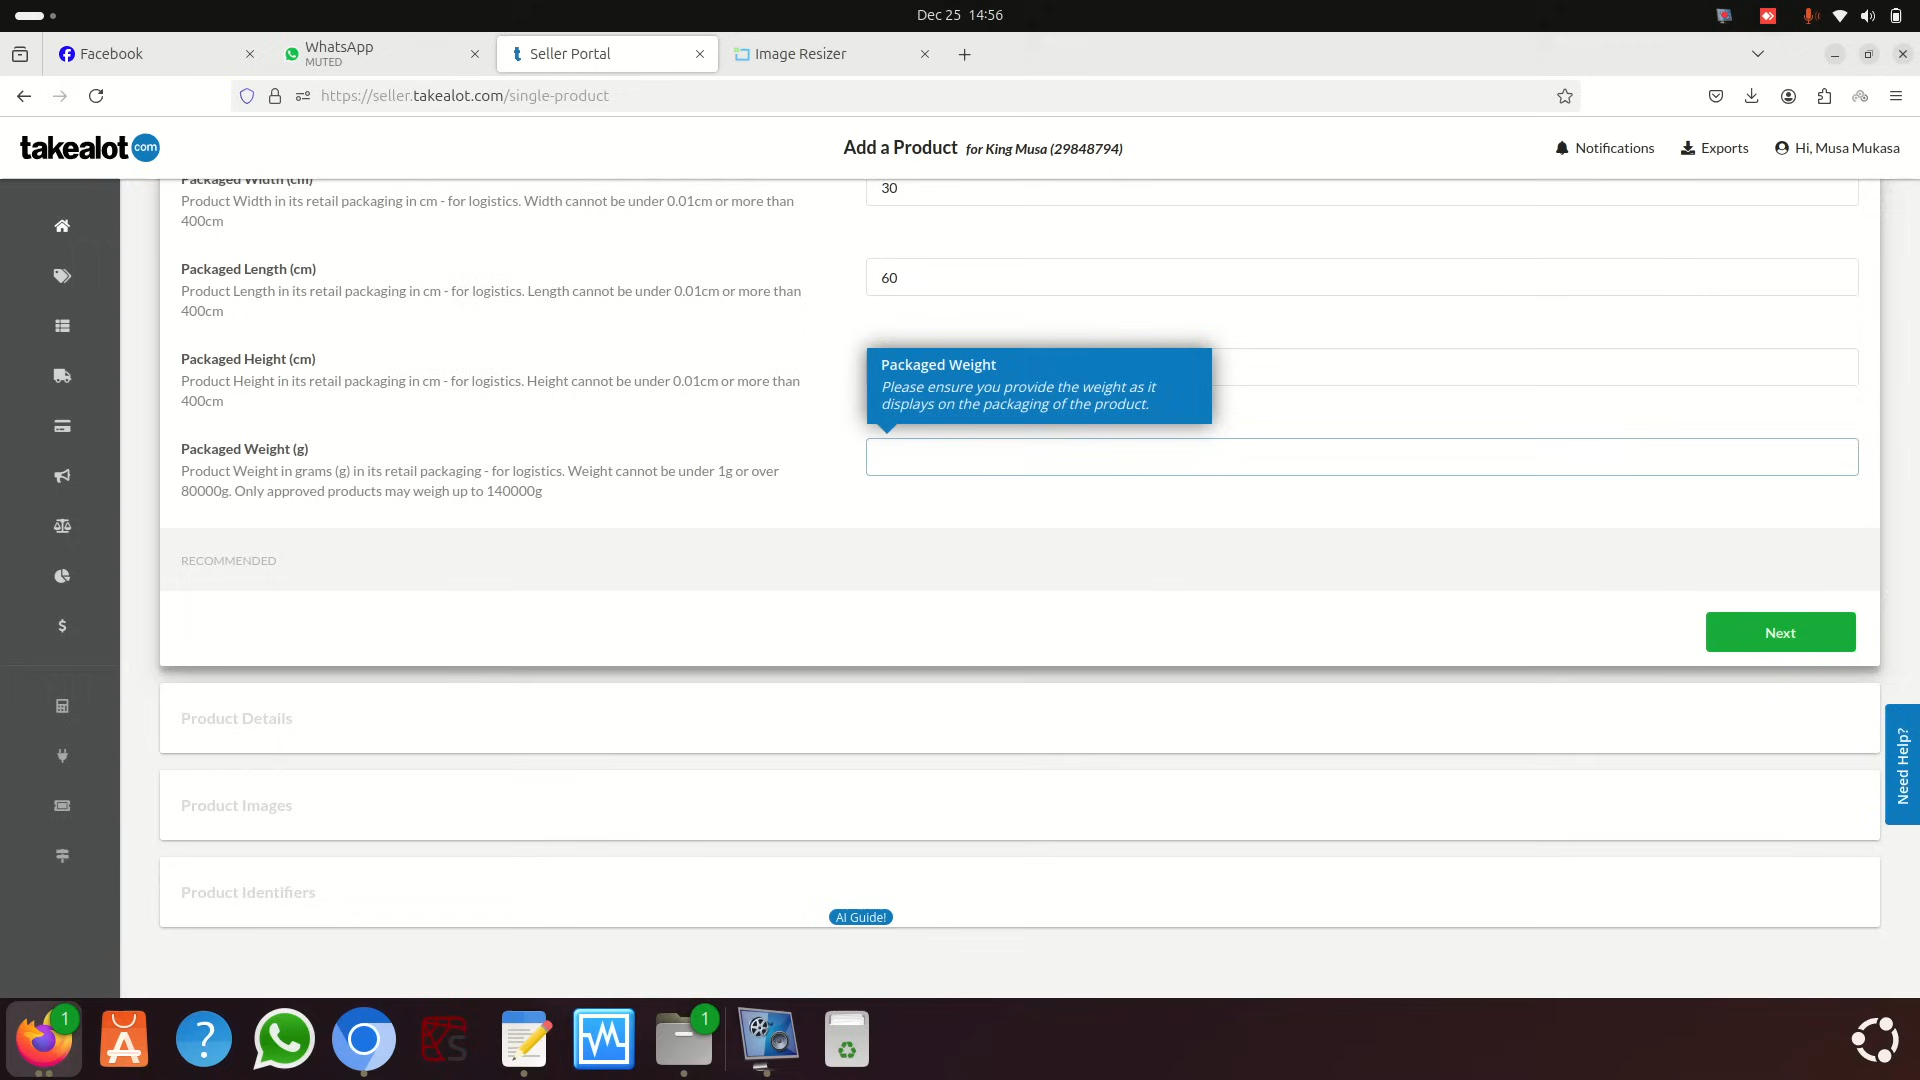 Dec 25 14:56
Facebook
WhatsApp
MUTED
Seller Portal
Image Resizer
https://seller.takealot.com/single-product
takealot com
Add a Product for King Musa (29848794)
Notifications
Exports
Hi, Musa Mukasa
Packaged Width (cm)
Product Width in its retail packaging in cm - for logistics. Width cannot be under 0.01cm or more than
400cm
30
Packaged Length (cm)
Product Length in its retail packaging in cm - for logistics. Length cannot be under 0.01cm or more than
400cm
60
Packaged Height (cm)
Product Height in its retail packaging in cm - for logistics. Height cannot be under 0.01cm or more than
400cm
Packaged Weight
Please ensure you provide the weight as it
displays on the packaging of the product.
Packaged Weight (g)
Product Weight in grams (g) in its retail packaging - for logistics. Weight cannot be under 1g or over
80000g. Only approved products may weigh up to 140000g
RECOMMENDED
Next
Product Details
Product Images
Product Identifiers
Need Help?
AI Guide!
1
1